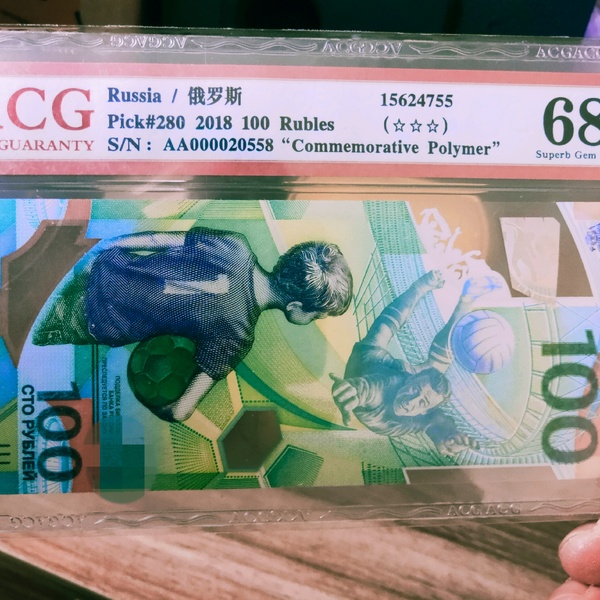 ACG
GUARANTY
Russia / 俄罗斯
Pick#280 2018 100 Rubles
S/N : AA000020558 “Commemorative Polymer”
15624755
(☆☆☆)
68
Superb Gem
100
СТО РУБЛЕЙ
100
1